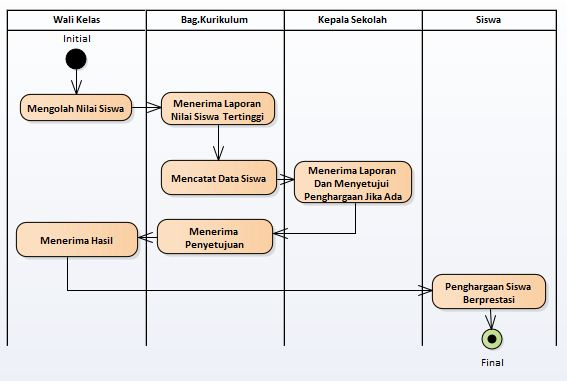 Wali Kelas
Bag.Kurikulum
Kepala Sekolah
Siswa
Initial
Mengolah Nilai Siswa
Menerima Laporan
Nilai Siswa Tertinggi
Mencatat Data Siswa
Menerima Laporan
Dan Menyetujui
Penghargaan Jika Ada
Menerima
Penyetujuan
Menerima Hasil
Penghargaan Siswa
Berprestasi
Final